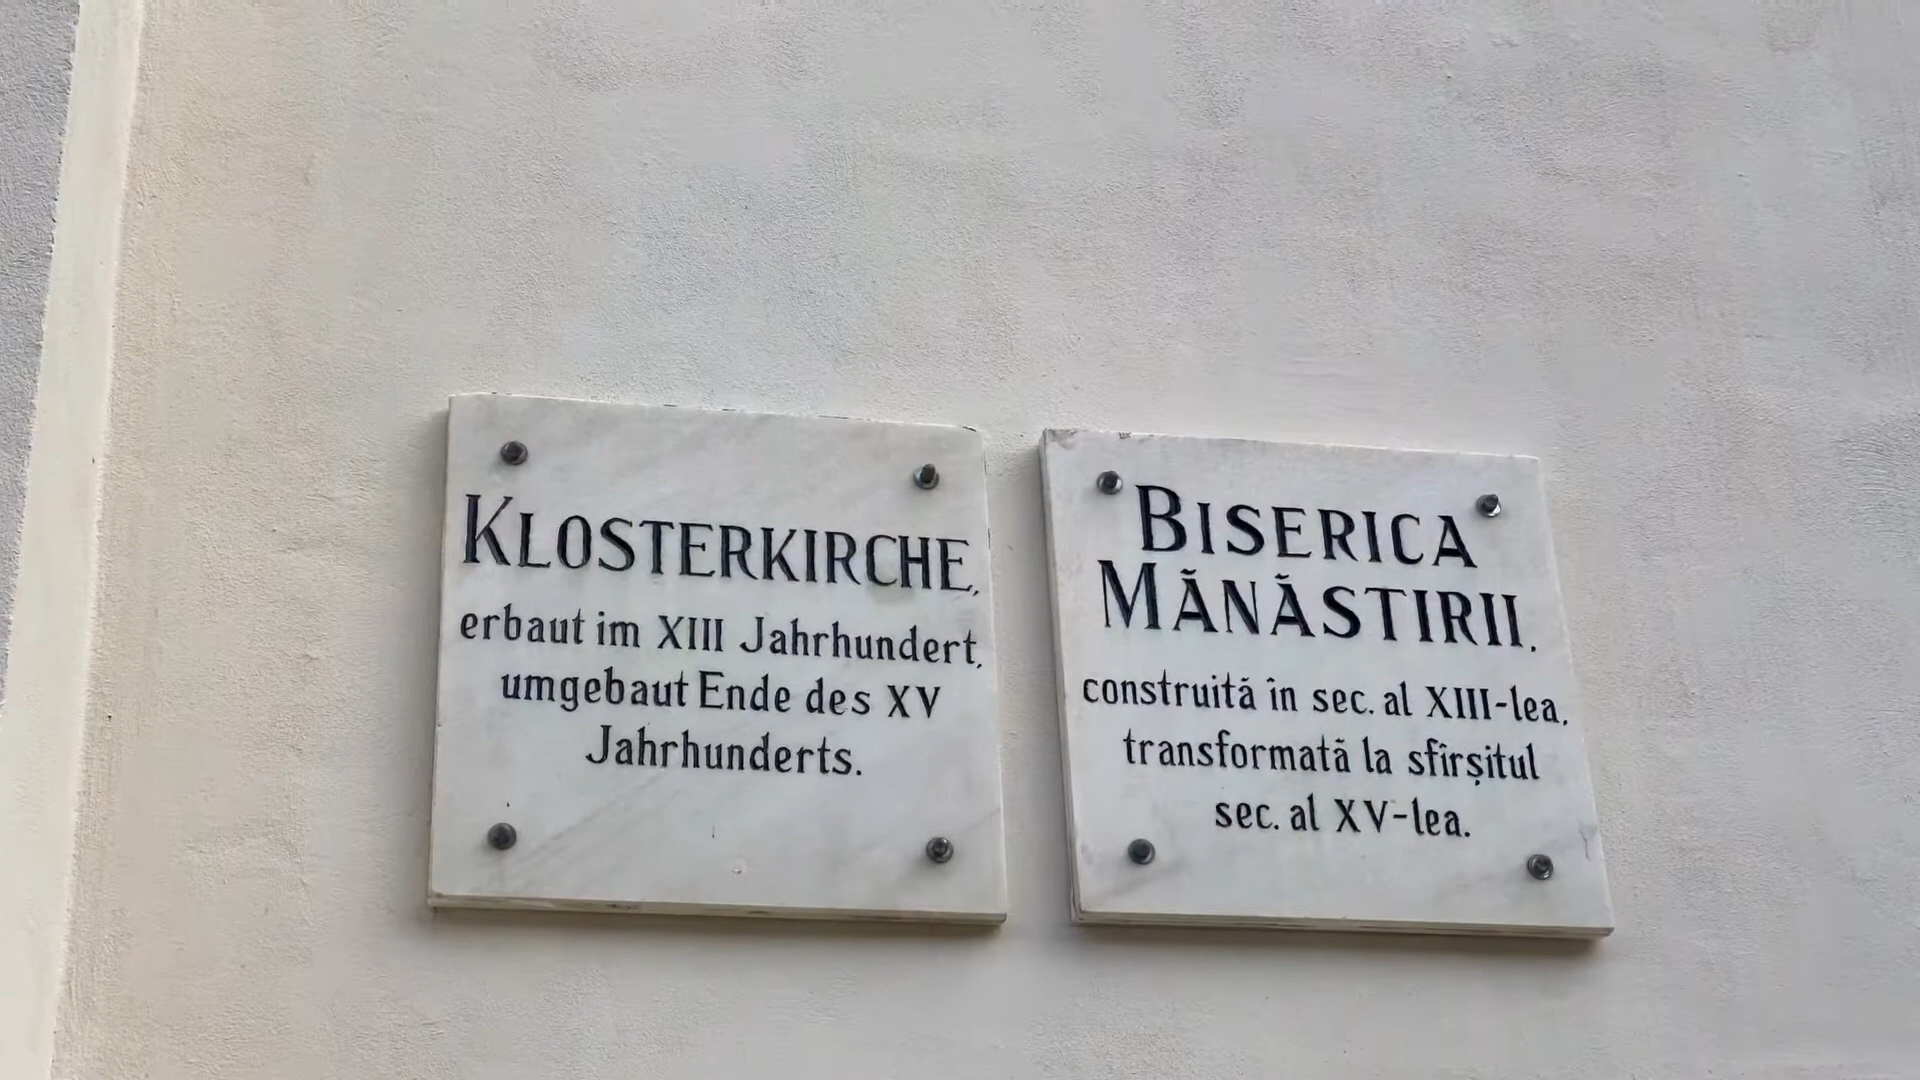 KLOSTERKIRCHE,
erbaut im XIII Jahrhundert,
umgebaut Ende des XV
Jahrhunderts.
BISERICA
MĂNĂSTIRII,
construită în sec. al XIII-lea,
transformată la sfîrșitul
sec. al XV-lea.